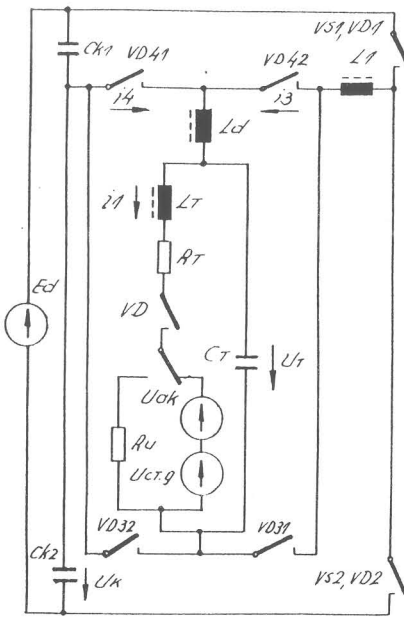 VS1, VD1
Ck1
VD41
VD42
L1
i4
i3
Ld
i1
LT
RT
Ed
VD
CT
UT
Uak
Ru
Uст.g
VD32
VD31
Ck2
Uk
VS2, VD2